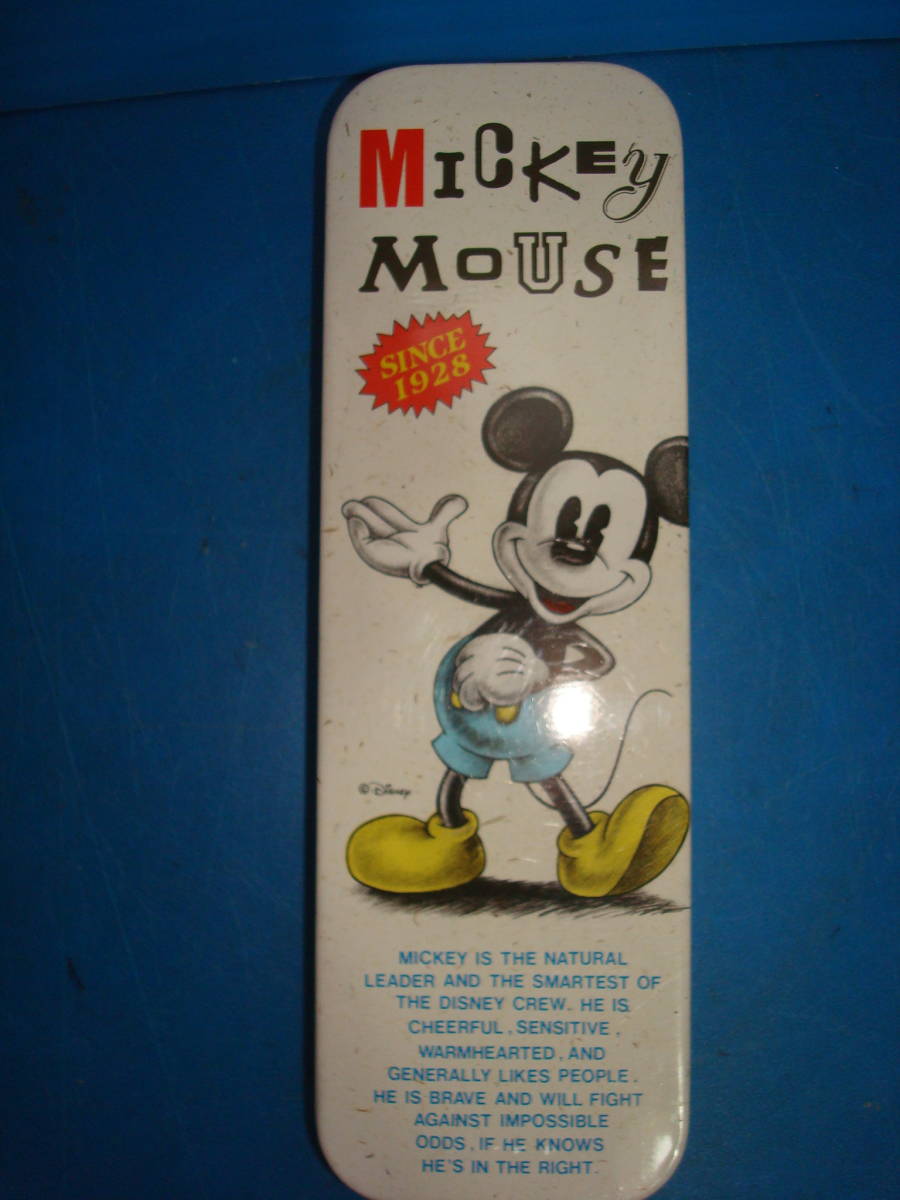 MICKEY
MOUSE
SINCE
1928
© Disney
MICKEY IS THE NATURAL
LEADER AND THE SMARTEST OF
THE DISNEY CREW. HE IS
CHEERFUL, SENSITIVE,
WARMHEARTED, AND
GENERALLY LIKES PEOPLE.
HE IS BRAVE AND WILL FIGHT
AGAINST IMPOSSIBLE
ODDS, IF HE KNOWS
HE'S IN THE RIGHT.